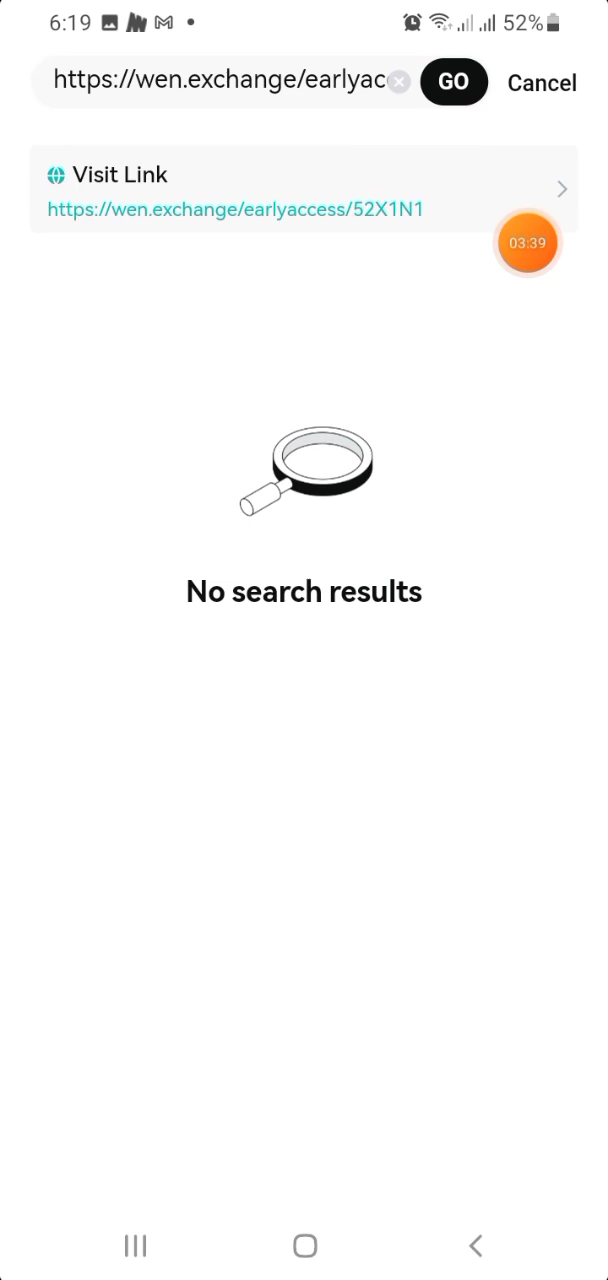 6:19 52%
https://wen.exchange/earlyac GO Cancel
Visit Link
https://wen.exchange/earlyaccess/52X1N1
03:39
No search results